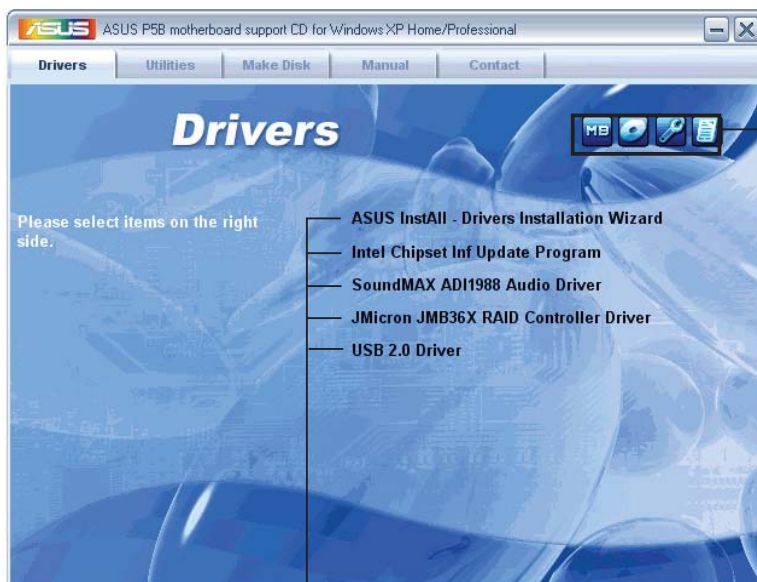 ASUS ASUS P5B motherboard support CD for Windows XP Home/Professional
Drivers Utilities Make Disk Manual Contact
Drivers
MB
Please select items on the right
side.
ASUS InstAll - Drivers Installation Wizard
Intel Chipset Inf Update Program
SoundMAX ADI1988 Audio Driver
JMicron JMB36X RAID Controller Driver
USB 2.0 Driver